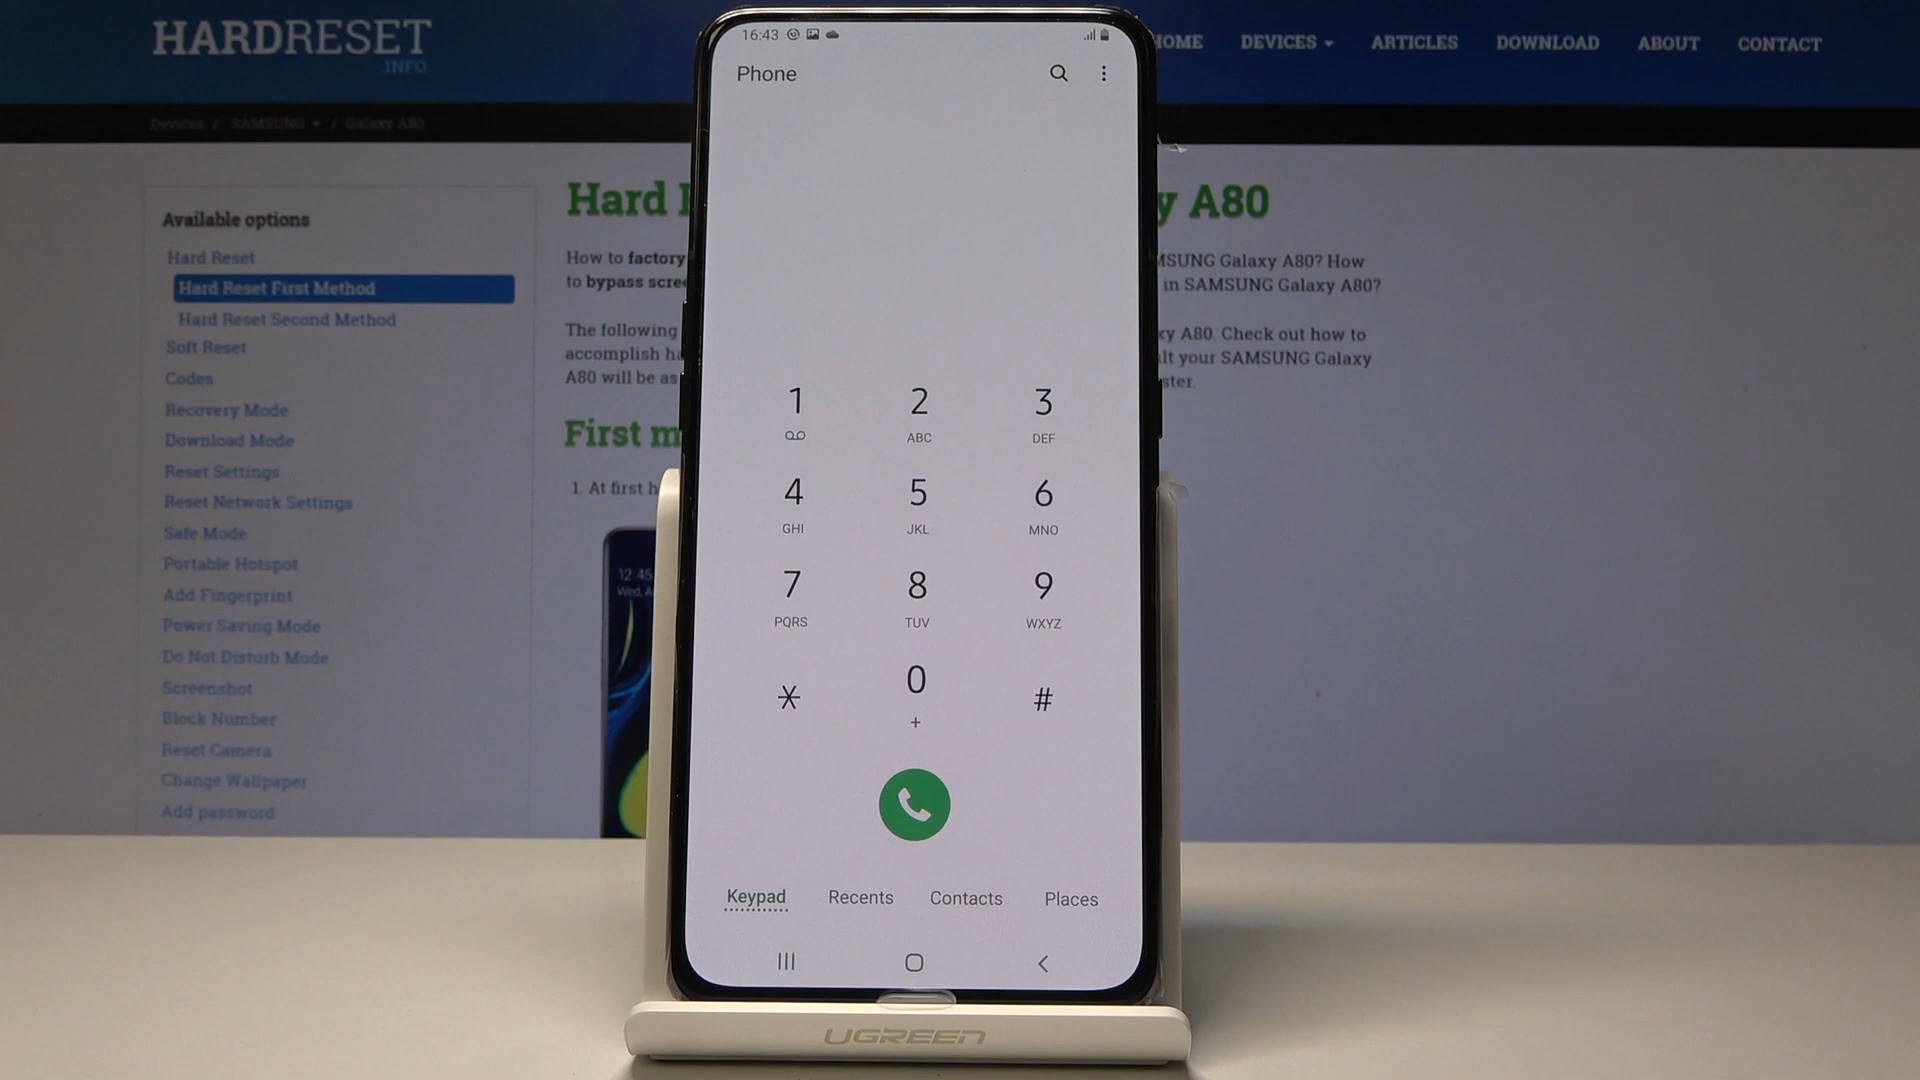 HARDRESET
.INFO
HOME DEVICES ARTICLES DOWNLOAD ABOUT CONTACT
Devices / SAMSUNG / Galaxy A80
Available options
Hard Reset
Hard Reset First Method
Hard Reset Second Method
Soft Reset
Codes
Recovery Mode
Download Mode
Reset Settings
Reset Network Settings
Safe Mode
Portable Hotspot
Add Fingerprint
Power Saving Mode
Do Not Disturb Mode
Screenshot
Block Number
Reset Camera
Change Wallpaper
Add password
Hard
y A80
How to factory
to bypass scree
The following
accomplish ha
A80 will be as
MSUNG Galaxy A80? How
in SAMSUNG Galaxy A80?
xy A80. Check out how to
lt your SAMSUNG Galaxy
ster.
First m
1. At first h
12:45
Wed, A
16:43
Phone
1 2 3
ABC DEF
4 5 6
GHI JKL MNO
7 8 9
PQRS TUV WXYZ
* 0 #
+
Keypad Recents Contacts Places
UGREEN